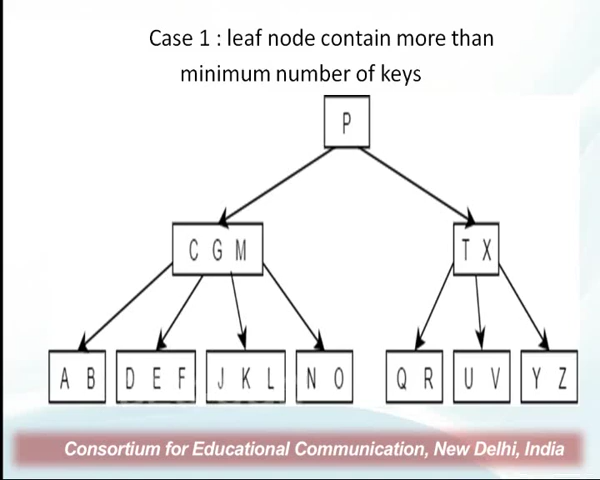 Case 1 : leaf node contain more than
minimum number of keys
P
C G M
T X
A B
D E F
J K L
N O
Q R
U V
Y Z
Consortium for Educational Communication, New Delhi, India